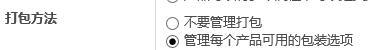 打包方法
不要管理打包
管理每个产品可用的包装选项